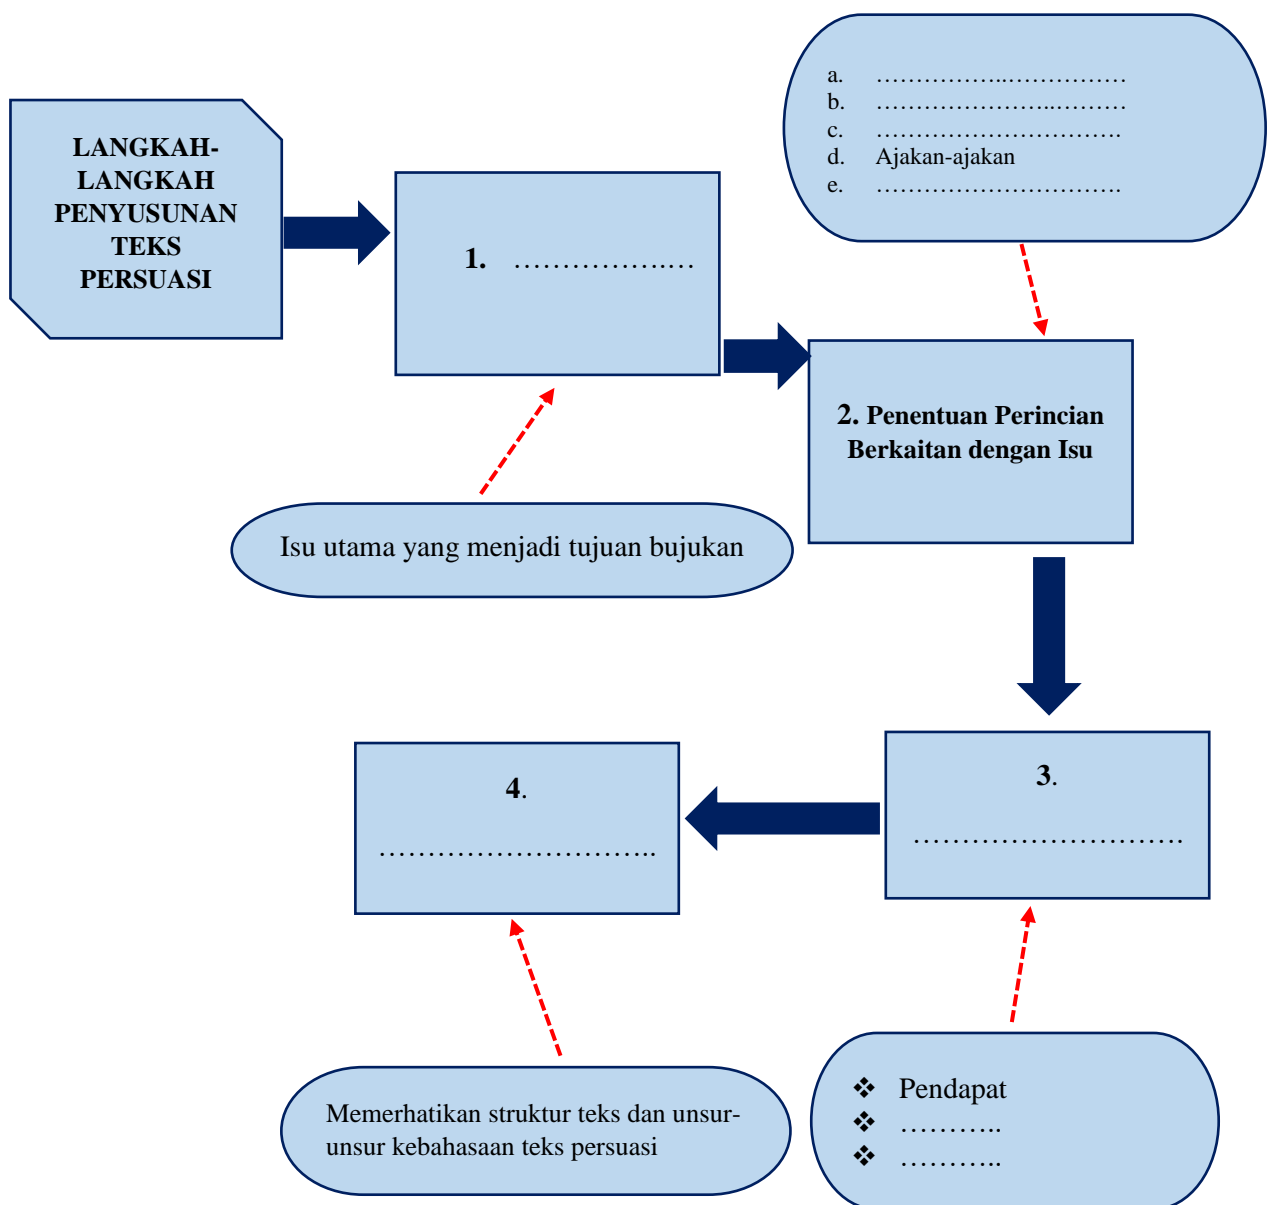 LANGKAH-
LANGKAH
PENYUSUNAN
TEKS
PERSUASI
1. …………….…
a. ……………..……………
b. …………………..………
c. ………………………….
d. Ajakan-ajakan
e. ………………………….
2. Penentuan Perincian
Berkaitan dengan Isu
Isu utama yang menjadi tujuan bujukan
3.
……………………….
4.
………………………..
Memerhatikan struktur teks dan unsur-
unsur kebahasaan teks persuasi
❖ Pendapat
❖ ………..
❖ ………..